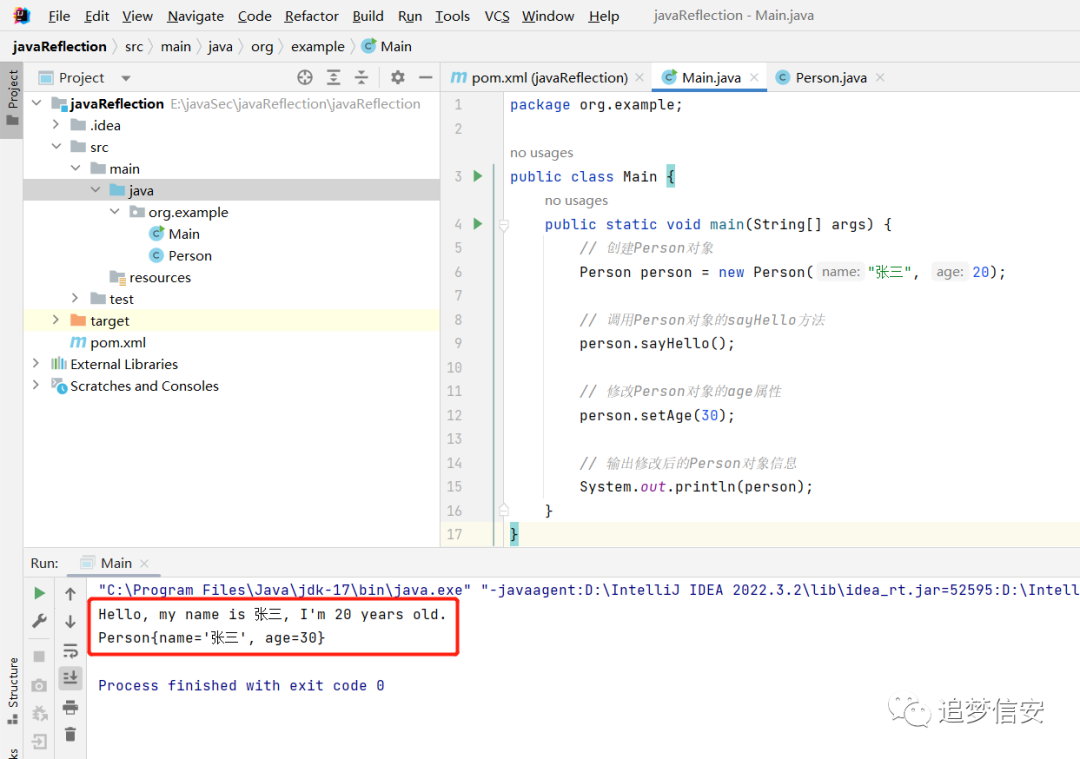 File Edit View Navigate Code Refactor Build Run Tools VCS Window Help javaReflection - Main.java
javaReflection src main java org example Main
Project
Project
pom.xml (javaReflection) Main.java Person.java
javaReflection E:\javaSec\javaReflection\javaReflection
.idea
src
main
java
org.example
Main
Person
resources
test
target
pom.xml
External Libraries
Scratches and Consoles
1 package org.example;
2
no usages
3 public class Main {
no usages
4 public static void main(String[] args) {
5 // 创建Person对象
6 Person person = new Person( name: "张三", age: 20);
7
8 // 调用Person对象的sayHello方法
9 person.sayHello();
10
11 // 修改Person对象的age属性
12 person.setAge(30);
13
14 // 输出修改后的Person对象信息
15 System.out.println(person);
16 }
17 }
Run: Main
"C:\Program Files\Java\jdk-17\bin\java.exe" "-javaagent:D:\IntelliJ IDEA 2022.3.2\lib\idea_rt.jar=52595:D:\Intell
Hello, my name is 张三, I'm 20 years old.
Person{name='张三', age=30}
Process finished with exit code 0
Structure
追梦信安